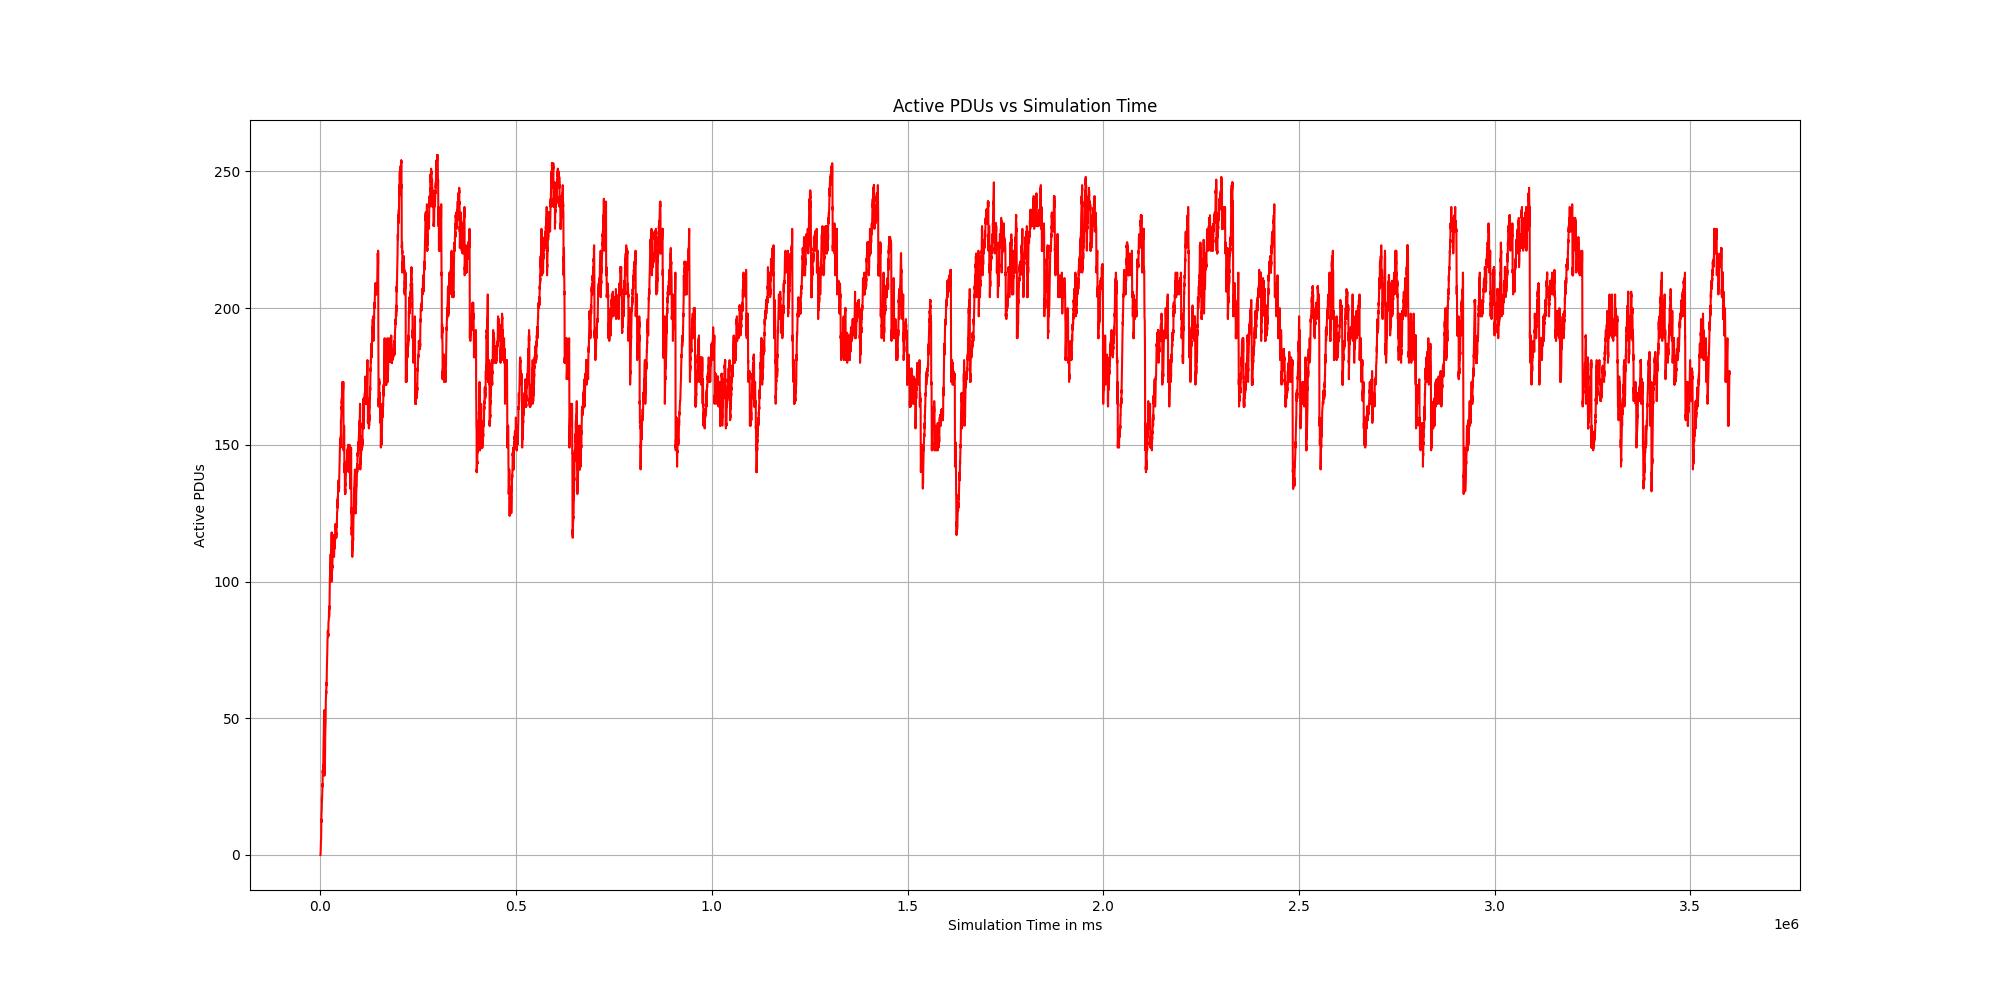 Active PDUs vs Simulation Time
250
200
150
100
50
0
Active PDUs
0.0 0.5 1.0 1.5 2.0 2.5 3.0 3.5
Simulation Time in ms
1e6